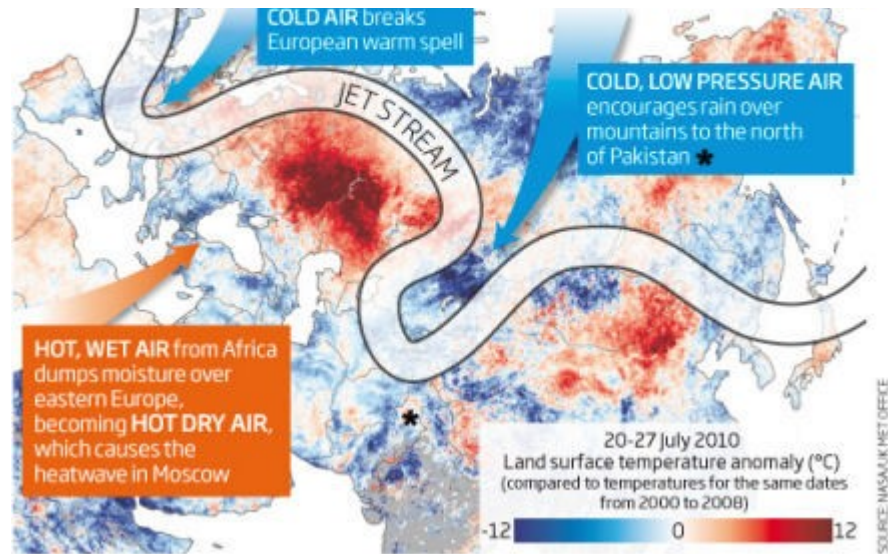 COLD AIR breaks
European warm spell
JET STREAM
COLD, LOW PRESSURE AIR
encourages rain over
mountains to the north
of Pakistan *
HOT, WET AIR from Africa
dumps moisture over
eastern Europe,
becoming HOT DRY AIR,
which causes the
heatwave in Moscow
*
20-27 July 2010
Land surface temperature anomaly (°C)
(compared to temperatures for the same dates
from 2000 to 2008)
-12 0 12
SOURCE: NASA/UK MET OFFICE